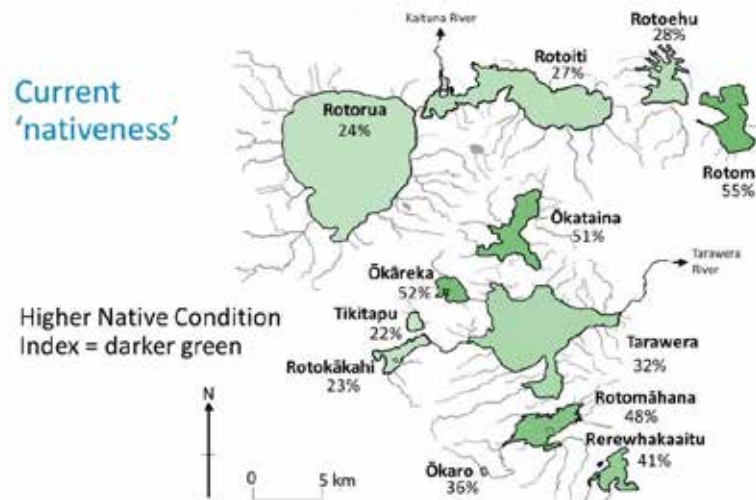 Current
'nativeness'
Kaituna River
Rotorua
24%
Rotoiti
27%
Rotoehu
28%
Rotom
55%
Ōkataina
51%
Ōkāreka
52%
Tikitapu
22%
Rotokākahi
23%
Tarawera
River
Tarawera
32%
Rotomāhana
48%
Rerewhakaaitu
41%
Ōkaro
36%
Higher Native Condition
Index = darker green
N
0 5 km